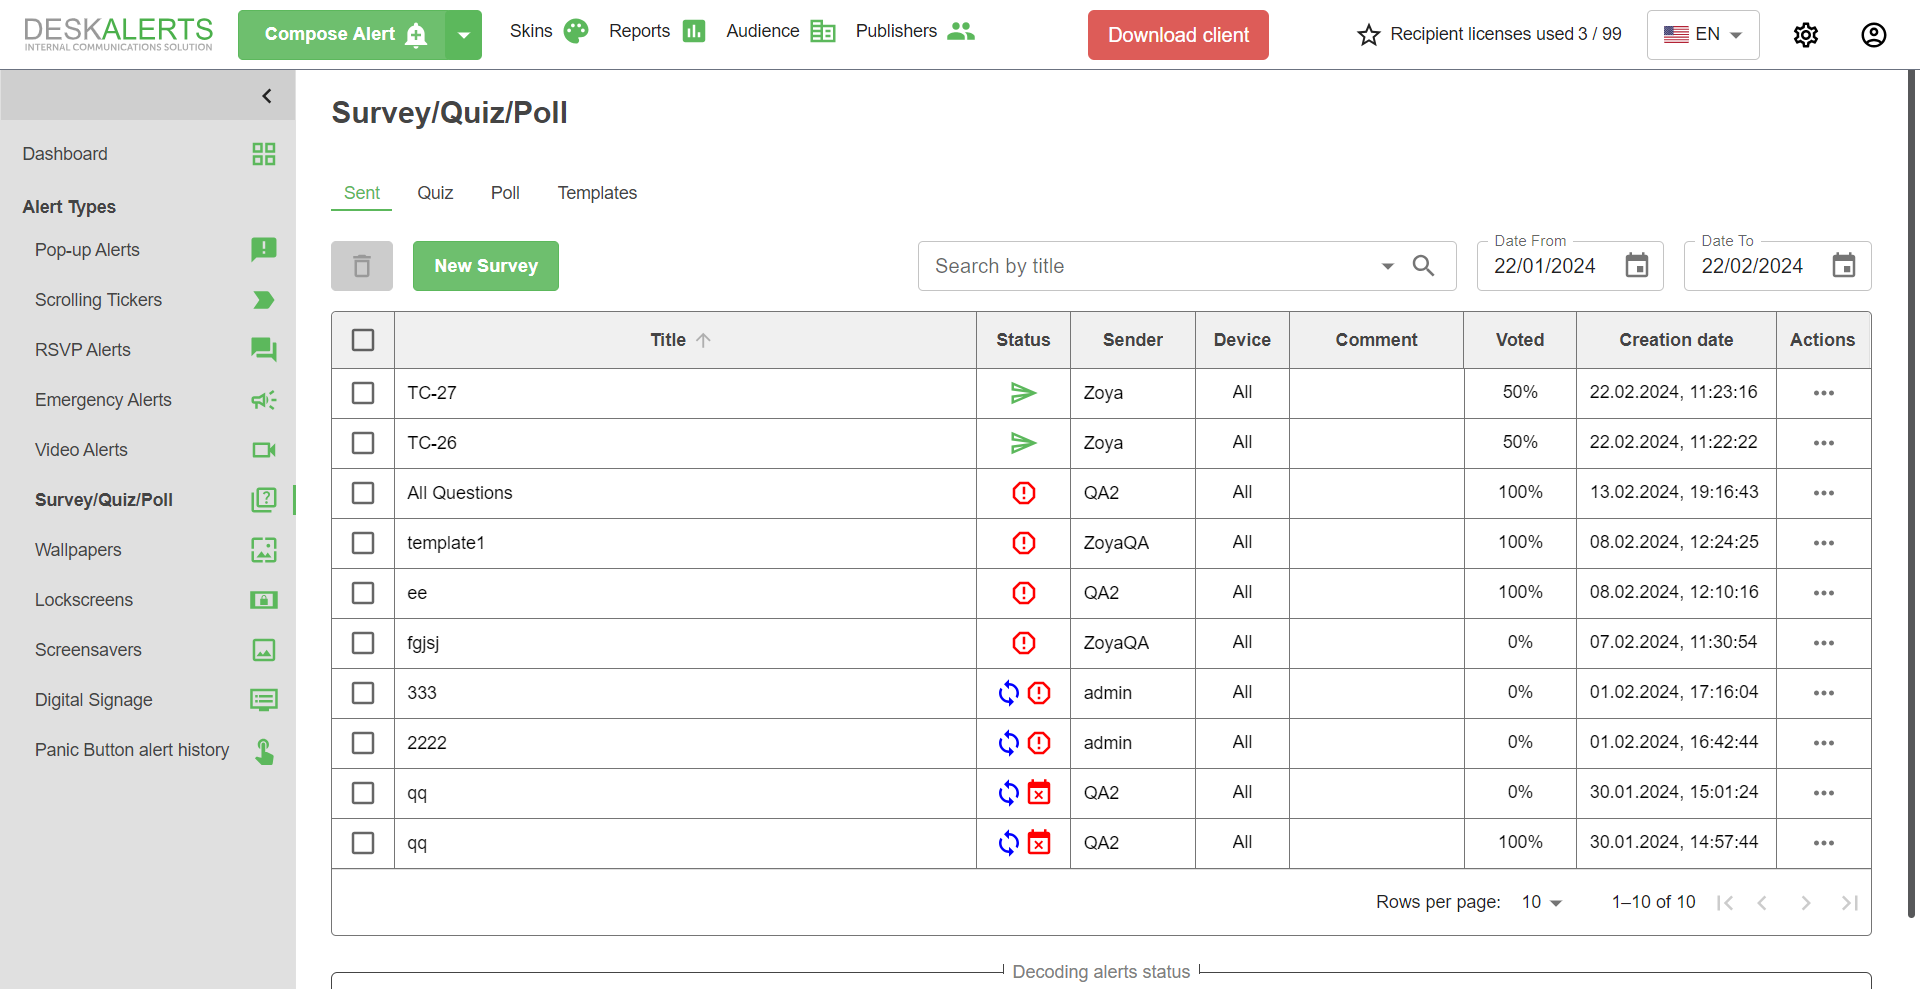 DESKALERTS
INTERNAL COMMUNICATIONS SOLUTION
Compose Alert
Skins
Reports
Audience
Publishers
Download client
Recipient licenses used 3 / 99
EN
Dashboard
Alert Types
Pop-up Alerts
Scrolling Tickers
RSVP Alerts
Emergency Alerts
Video Alerts
Survey/Quiz/Poll
Wallpapers
Lockscreens
Screensavers
Digital Signage
Panic Button alert history
Survey/Quiz/Poll
Sent Quiz Poll Templates
New Survey
Search by title
Date From
22/01/2024
Date To
22/02/2024
Title Status Sender Device Comment Voted Creation date Actions
TC-27 Zoya All 50% 22.02.2024, 11:23:16
TC-26 Zoya All 50% 22.02.2024, 11:22:22
All Questions QA2 All 100% 13.02.2024, 19:16:43
template1 ZoyaQA All 100% 08.02.2024, 12:24:25
ee QA2 All 100% 08.02.2024, 12:10:16
fgjsj ZoyaQA All 0% 07.02.2024, 11:30:54
333 admin All 0% 01.02.2024, 17:16:04
2222 admin All 0% 01.02.2024, 16:42:44
qq QA2 All 0% 30.01.2024, 15:01:24
qq QA2 All 100% 30.01.2024, 14:57:44
Rows per page: 10 1–10 of 10
Decoding alerts status